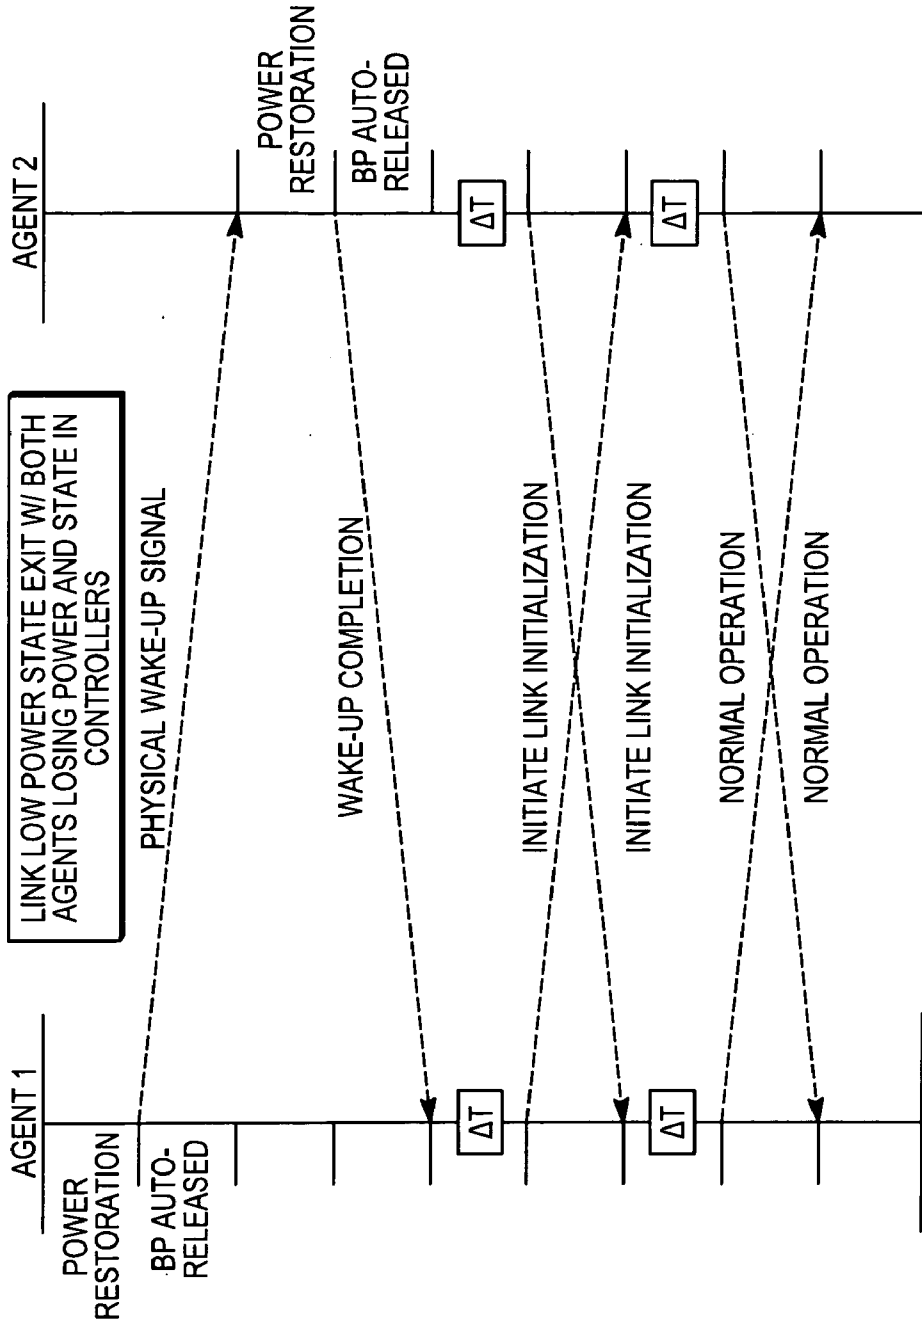 AGENT 1
AGENT 2
LINK LOW POWER STATE EXIT W/ BOTH
AGENTS LOSING POWER AND STATE IN
CONTROLLERS
POWER
RESTORATION
PHYSICAL WAKE-UP SIGNAL
BP AUTO-
RELEASED
POWER
RESTORATION
WAKE-UP COMPLETION
BP AUTO-
RELEASED
ΔT
ΔT
INITIATE LINK INITIALIZATION
INITIATE LINK INITIALIZATION
ΔT
ΔT
NORMAL OPERATION
NORMAL OPERATION